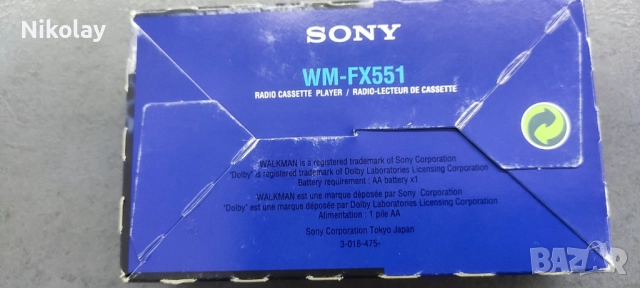 Nikolay
SONY
WM-FX551
RADIO CASSETTE PLAYER / RADIO-LECTEUR DE CASSETTE
WALKMAN is a registered trademark of Sony Corporation
"Dolby" is registered trademark of Dolby Laboratories Licensing Corporation
Battery requirement : AA battery x1
WALKMAN est une marque déposée par Sony Corporation
"Dolby" est une marque déposée par Dolby Laboratories Licensing Corporation
Alimentation : 1 pile AA
Sony Corporation Tokyo Japan
3-018-475-
BAZAR